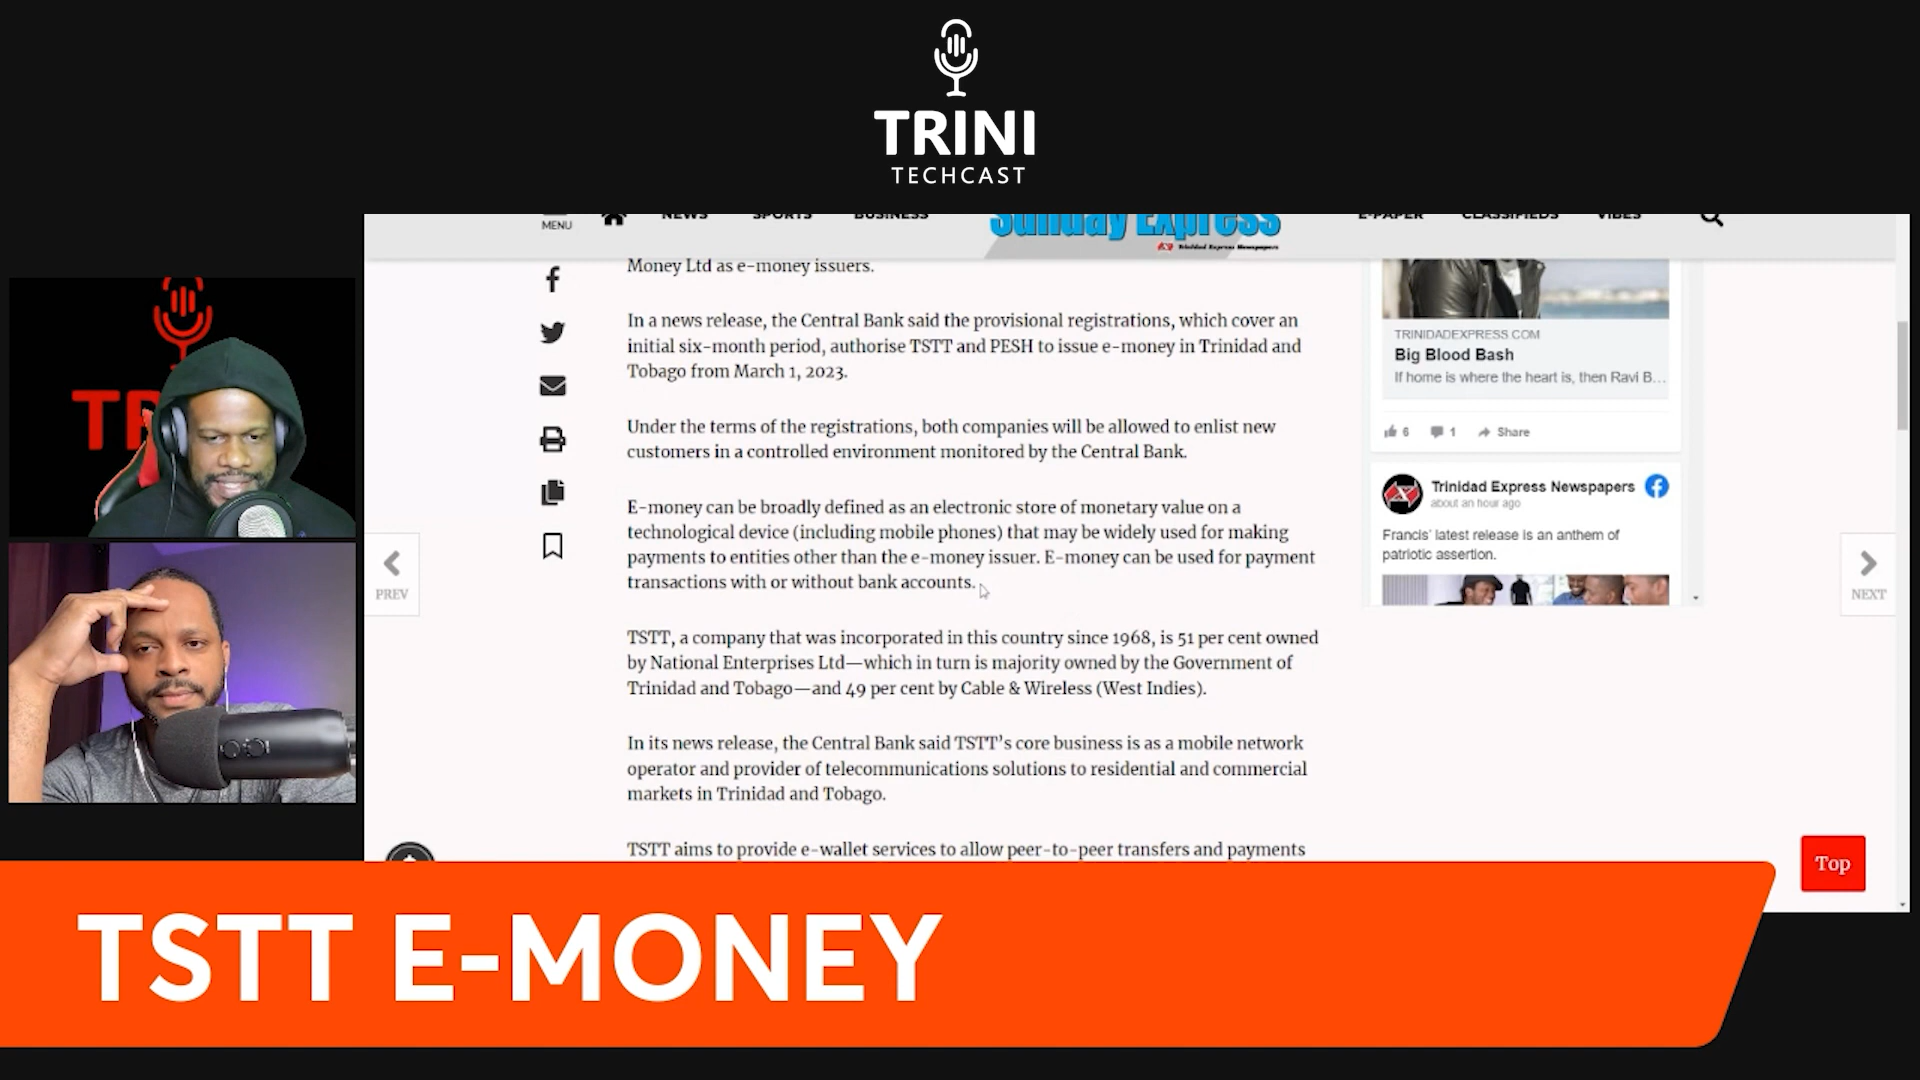 TRINI
TECHCAST
MENU
NEWS
SPORTS
BUSINESS
Sunday Express
Trinidad Express Newspapers
E-PAPER
CLASSIFIEDS
VIBES
Money Ltd as e-money issuers.
In a news release, the Central Bank said the provisional registrations, which cover an
initial six-month period, authorise TSTT and PESH to issue e-money in Trinidad and
Tobago from March 1, 2023.
Under the terms of the registrations, both companies will be allowed to enlist new
customers in a controlled environment monitored by the Central Bank.
E-money can be broadly defined as an electronic store of monetary value on a
technological device (including mobile phones) that may be widely used for making
payments to entities other than the e-money issuer. E-money can be used for payment
transactions with or without bank accounts.
TSTT, a company that was incorporated in this country since 1968, is 51 per cent owned
by National Enterprises Ltd—which in turn is majority owned by the Government of
Trinidad and Tobago—and 49 per cent by Cable & Wireless (West Indies).
In its news release, the Central Bank said TSTT's core business is as a mobile network
operator and provider of telecommunications solutions to residential and commercial
markets in Trinidad and Tobago.
TSTT aims to provide e-wallet services to allow peer-to-peer transfers and payments
TRINIDADEXPRESS.COM
Big Blood Bash
If home is where the heart is, then Ravi B...
6
1
Share
Trinidad Express Newspapers
about an hour ago
Francis' latest release is an anthem of
patriotic assertion.
PREV
NEXT
Top
TR
TSTT E-MONEY